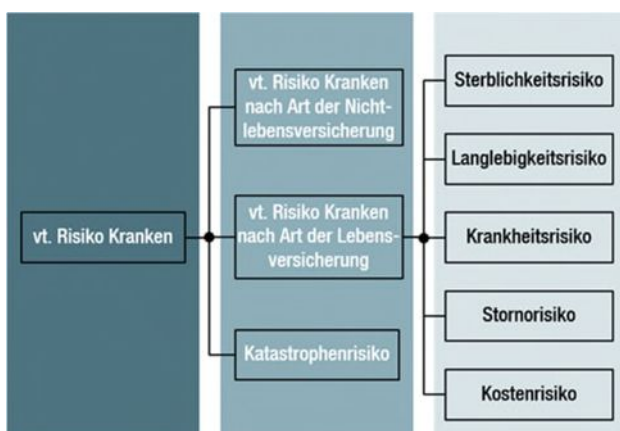 vt. Risiko Kranken
vt. Risiko Kranken
nach Art der Nicht-
lebensversicherung
vt. Risiko Kranken
nach Art der Lebens-
versicherung
Katastrophenrisiko
Sterblichkeitsrisiko
Langlebigkeitsrisiko
Krankheitsrisiko
Stornorisiko
Kostenrisiko